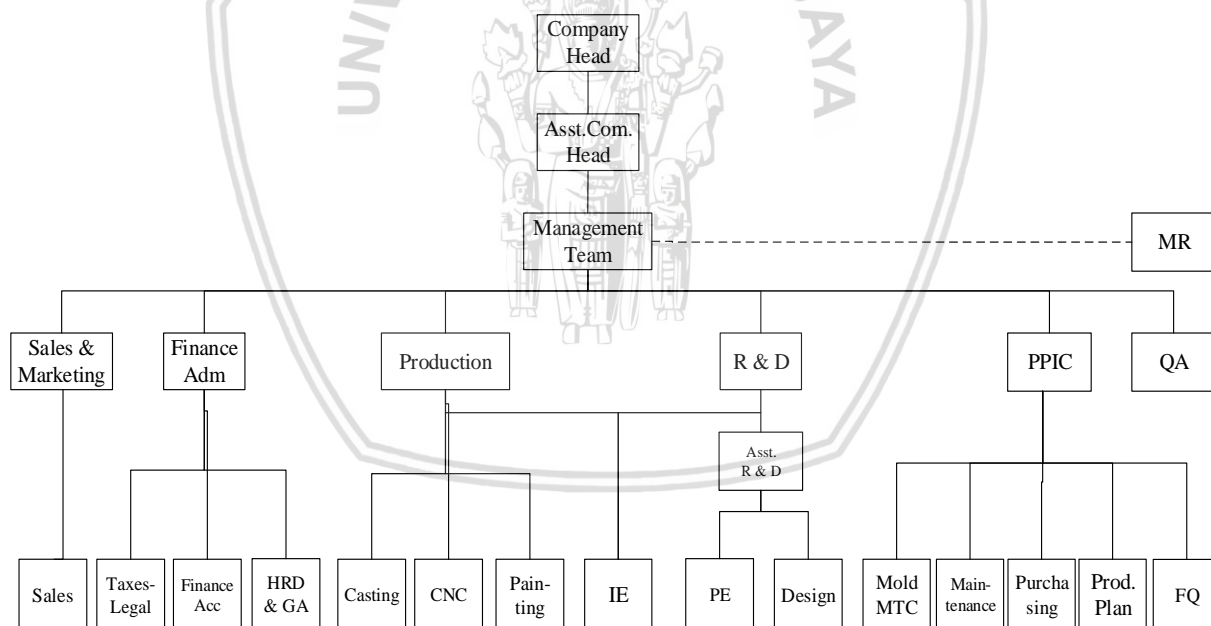 UNI
AYA
Company
Head
Asst.Com.
Head
Management
Team
MR
Sales &
Marketing
Finance
Adm
Production
R & D
PPIC
QA
Asst.
R & D
Sales
Taxes-
Legal
Finance
Acc
HRD
& GA
Casting
CNC
Pain-
ting
IE
PE
Design
Mold
MTC
Main-
tenance
Purcha
sing
Prod.
Plan
FQ